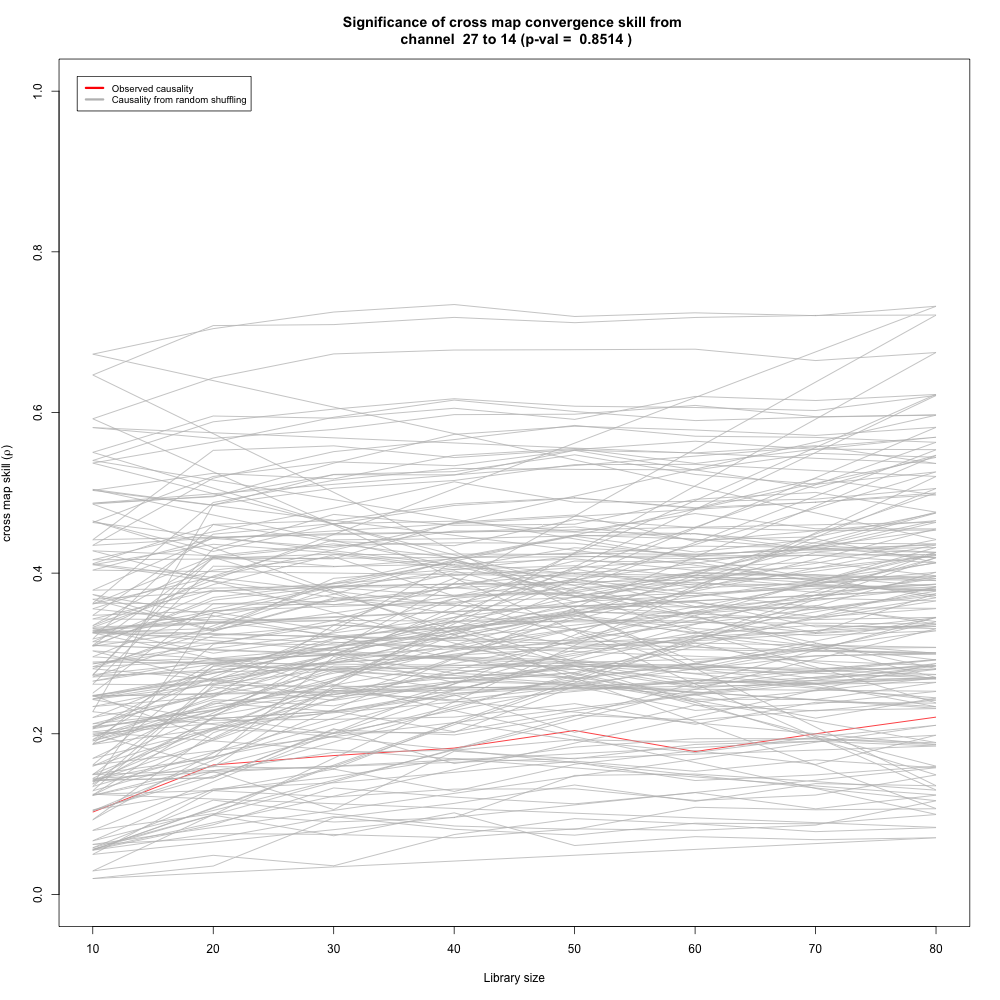 Significance of cross map convergence skill from
channel  27 to 14 (p-val =  0.8514 )
Observed causality
Causality from random shuffling
cross map skill (ρ)
1.0
0.8
0.6
0.4
0.2
0.0
10 20 30 40 50 60 70 80
Library size